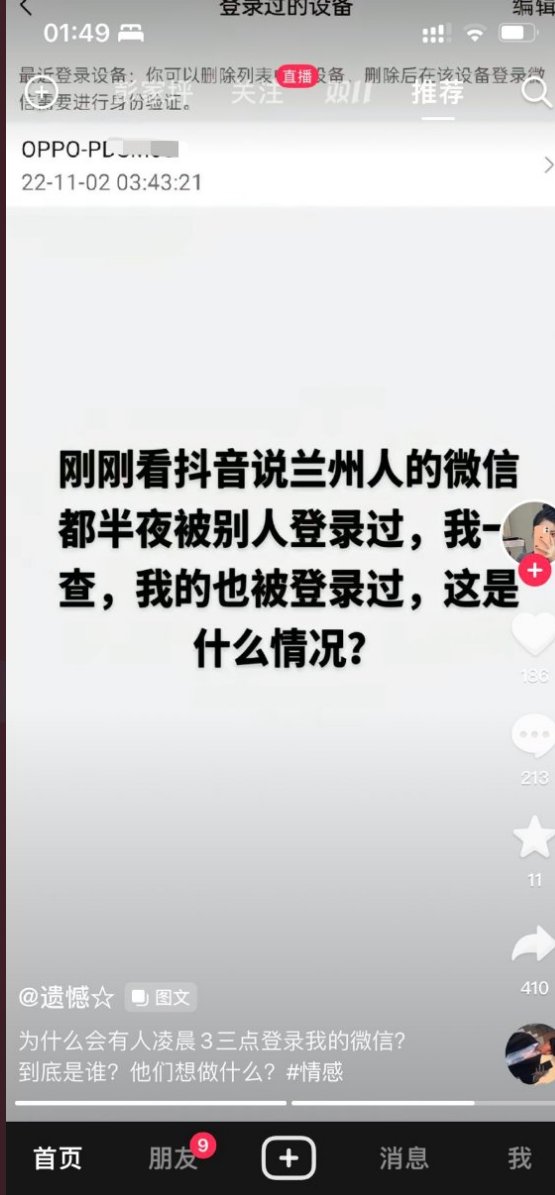 登录过的设备
编辑
01:49
最近登录设备：你可以删除列表中的设备、删除后在该设备登录微
信需要进行身份验证。
直播
彭家坪
关注
双11
推荐
22-11-02 03:43:21
刚刚看抖音说兰州人的微信
都半夜被别人登录过，我一
查，我的也被登录过，这是
什么情况？
186
213
11
410
@遗憾☆
图文
为什么会有人凌晨3三点登录我的微信？
到底是谁？他们想做什么？#情感
首页
朋友
9
消息
我